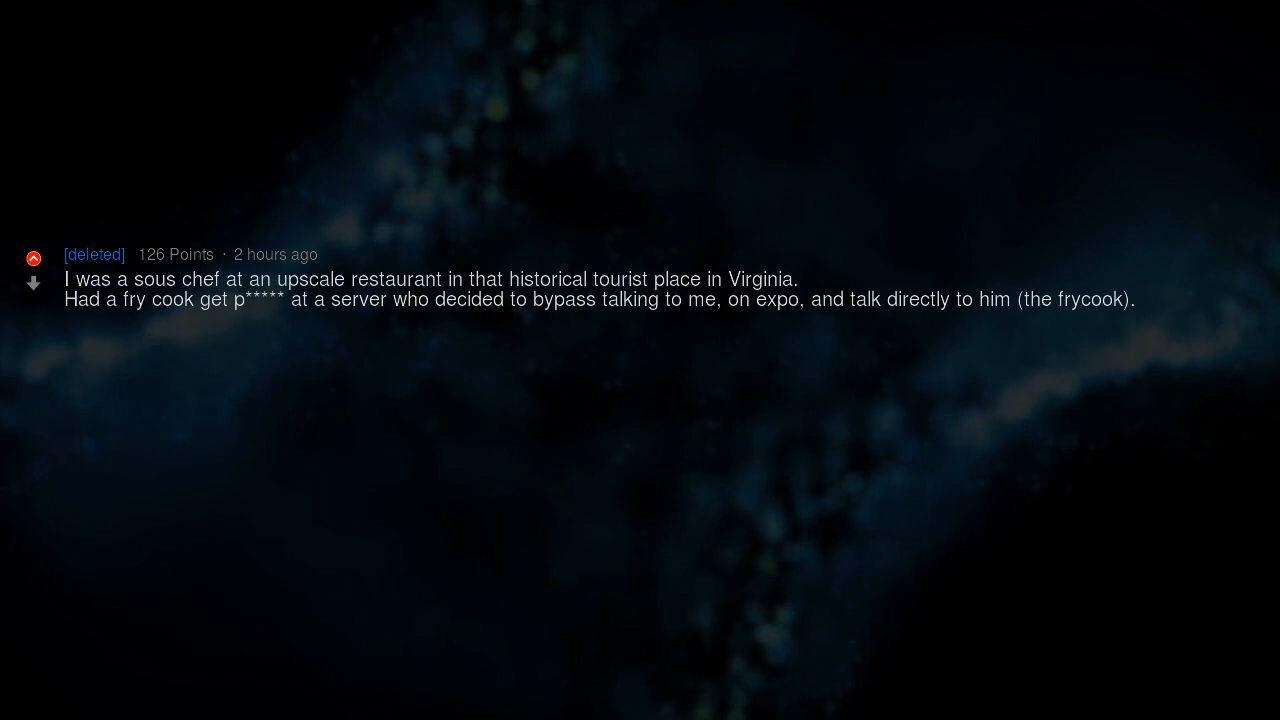 [deleted] 126 Points · 2 hours ago
I was a sous chef at an upscale restaurant in that historical tourist place in Virginia.
Had a fry cook get p***** at a server who decided to bypass talking to me, on expo, and talk directly to him (the frycook).